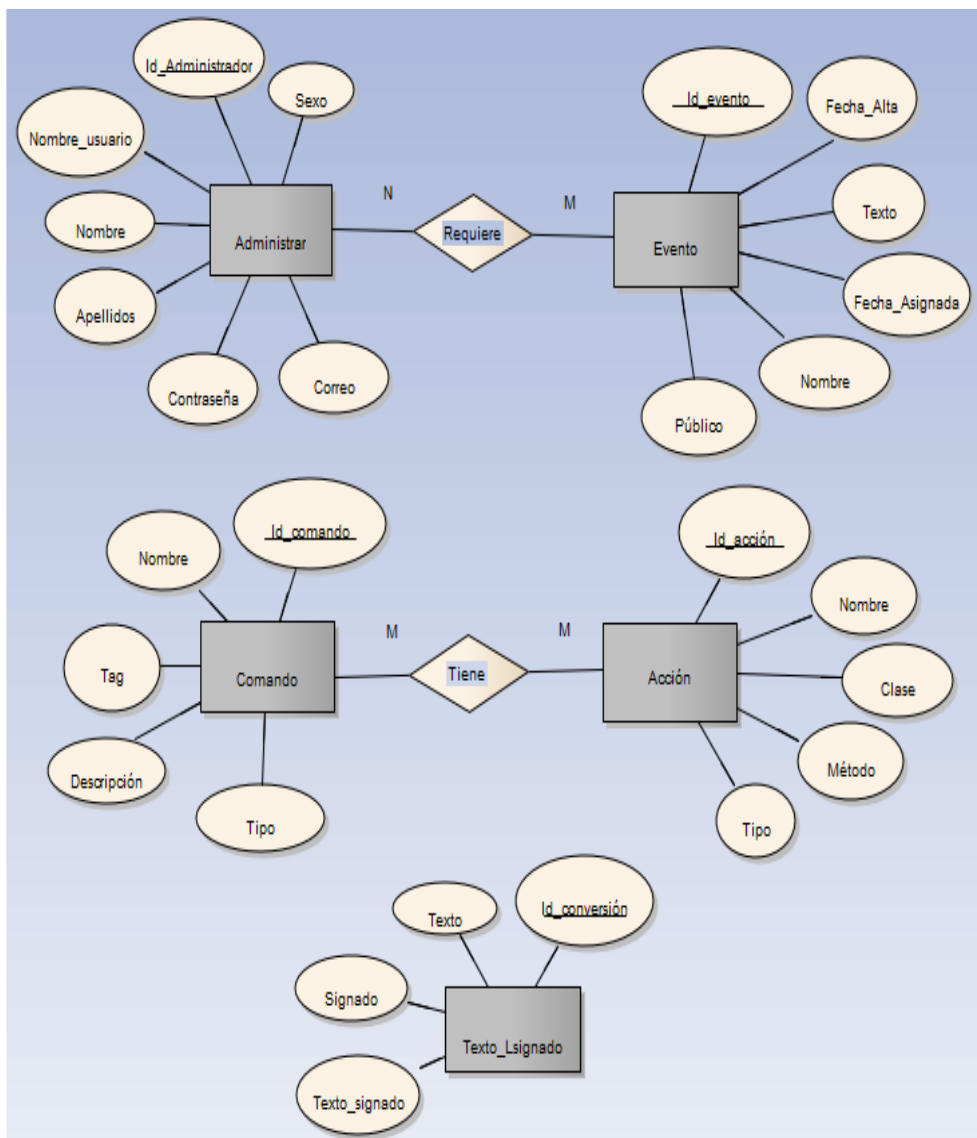 Id_Administrador
Sexo
Nombre_usuario
Nombre
Apellidos
Contraseña
Correo
Administrar
N
Requiere
M
Id_evento
Fecha_Alta
Texto
Fecha_Asignada
Nombre
Público
Evento
Id_comando
Nombre
Tag
Descripción
Tipo
Comando
M
Tiene
M
Id_acción
Nombre
Clase
Método
Tipo
Acción
Texto
Id_conversión
Signado
Texto_signado
Texto_Lsignado